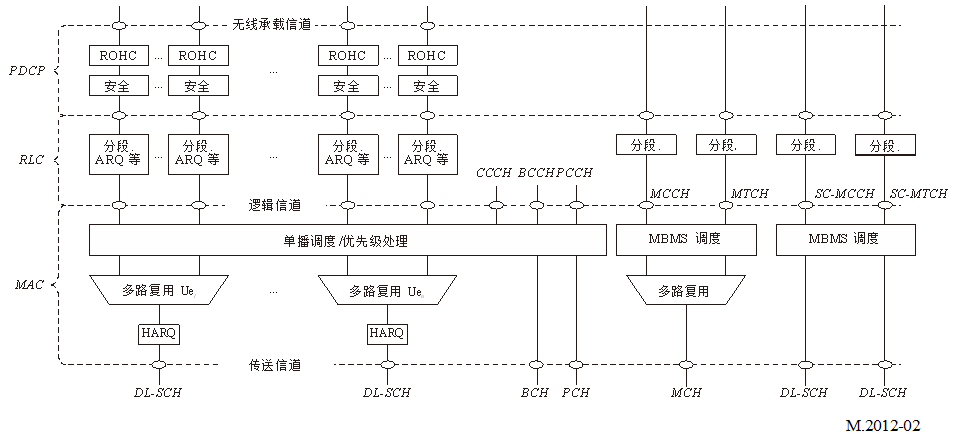 无线承载信道
PDCP
ROHC ... ROHC ROHC ... ROHC
...
安全 ... 安全 安全 ... 安全
RLC
分段. ARQ 等 ... 分段. ARQ 等 ... 分段. ARQ 等 ... 分段. ARQ 等
分段. 分段. 分段. 分段.
CCCH BCCH PCCH
MCCH MTCH SC-MCCH SC-MTCH
逻辑信道
MAC
单播调度/优先级处理 MBMS 调度 MBMS 调度
多路复用 Ue ... 多路复用 Ue 多路复用
HARQ HARQ
传送信道
DL-SCH DL-SCH BCH PCH MCH DL-SCH DL-SCH
M.2012-02